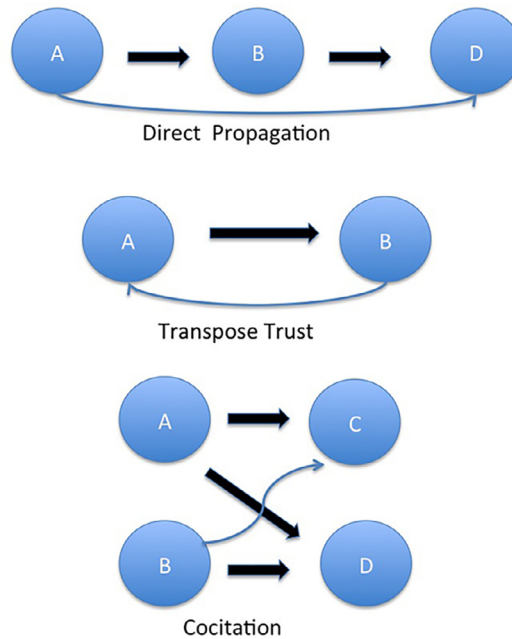 A B D
Direct Propagation
A B
Transpose Trust
A C
B D
Cocitation